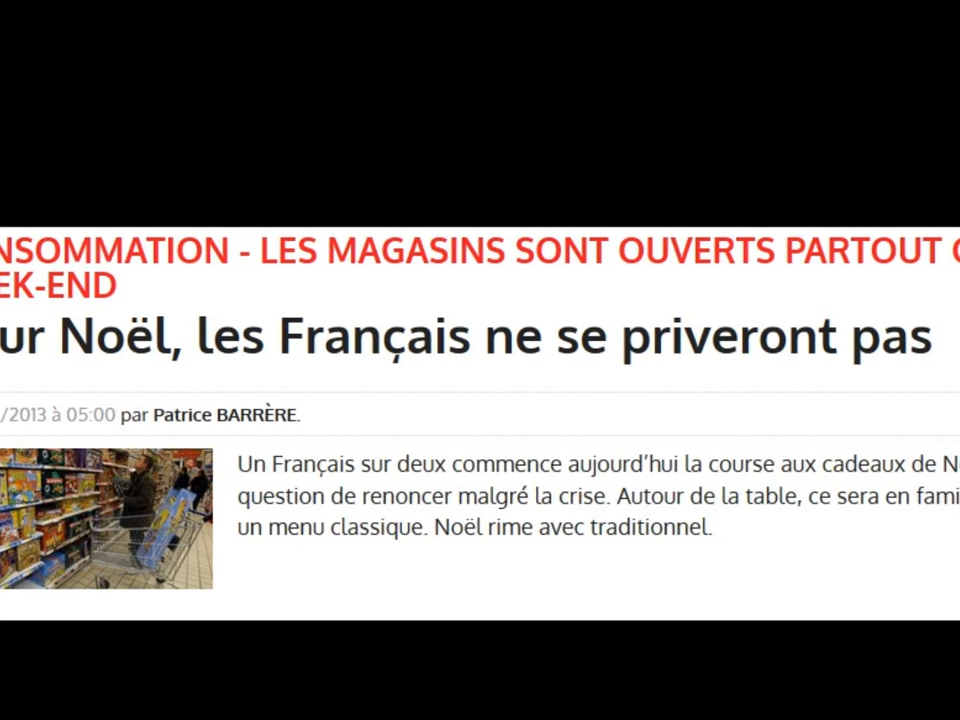 NSOMMATION - LES MAGASINS SONT OUVERTS PARTOUT
EK-END
ur Noël, les Français ne se priveront pas
/2013 à 05:00 par Patrice BARRÈRE.
Un Français sur deux commence aujourd’hui la course aux cadeaux de N
question de renoncer malgré la crise. Autour de la table, ce sera en fami
un menu classique. Noël rime avec traditionnel.